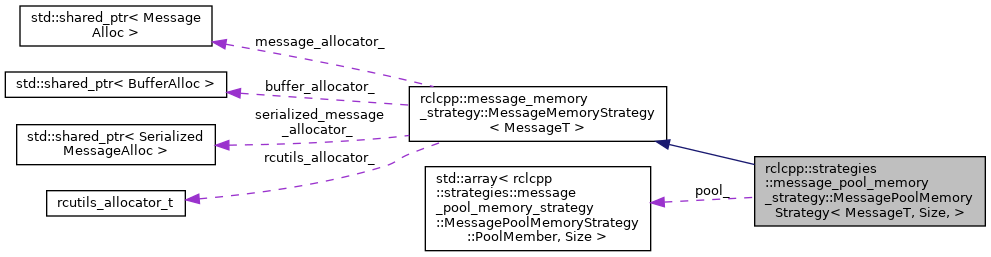 std::shared_ptr< Message
Alloc >
message_allocator_
std::shared_ptr< BufferAlloc >
buffer_allocator_
rclcpp::message_memory
_strategy::MessageMemoryStrategy
< MessageT >
serialized_message
_allocator_
std::shared_ptr< Serialized
MessageAlloc >
rcutils_allocator_
rcutils_allocator_t
std::array< rclcpp
::strategies::message
_pool_memory_strategy
::MessagePoolMemoryStrategy
::PoolMember, Size >
pool_
rclcpp::strategies
::message_pool_memory
_strategy::MessagePoolMemory
Strategy< MessageT, Size, >